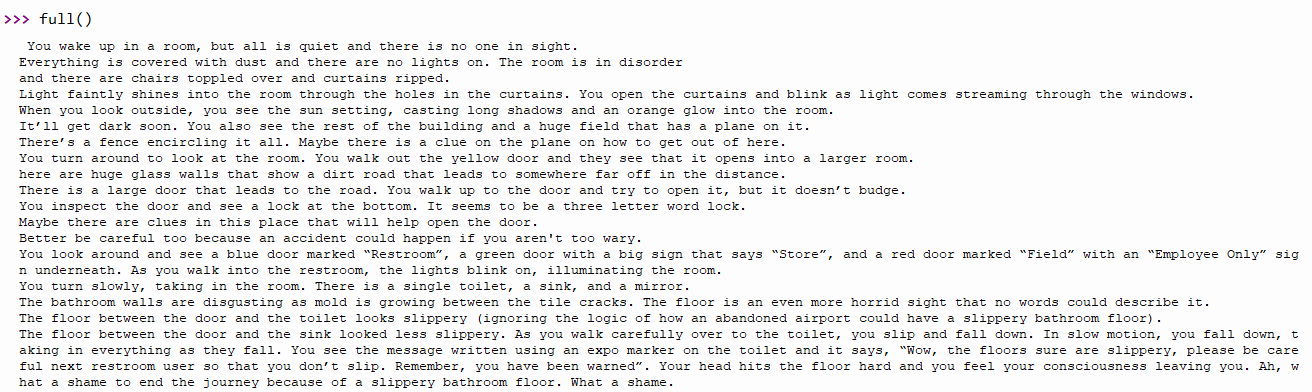 >>> full()
You wake up in a room, but all is quiet and there is no one in sight.
Everything is covered with dust and there are no lights on. The room is in disorder
and there are chairs toppled over and curtains ripped.
Light faintly shines into the room through the holes in the curtains. You open the curtains and blink as light comes streaming through the windows.
When you look outside, you see the sun setting, casting long shadows and an orange glow into the room.
It’ll get dark soon. You also see the rest of the building and a huge field that has a plane on it.
There’s a fence encircling it all. Maybe there is a clue on the plane on how to get out of here.
You turn around to look at the room. You walk out the yellow door and they see that it opens into a larger room.
here are huge glass walls that show a dirt road that leads to somewhere far off in the distance.
There is a large door that leads to the road. You walk up to the door and try to open it, but it doesn’t budge.
You inspect the door and see a lock at the bottom. It seems to be a three letter word lock.
Maybe there are clues in this place that will help open the door.
Better be careful too because an accident could happen if you aren't too wary.
You look around and see a blue door marked “Restroom”, a green door with a big sign that says “Store”, and a red door marked “Field” with an “Employee Only” sig
n underneath. As you walk into the restroom, the lights blink on, illuminating the room.
You turn slowly, taking in the room. There is a single toilet, a sink, and a mirror.
The bathroom walls are disgusting as mold is growing between the tile cracks. The floor is an even more horrid sight that no words could describe it.
The floor between the door and the toilet looks slippery (ignoring the logic of how an abandoned airport could have a slippery bathroom floor).
The floor between the door and the sink looked less slippery. As you walk carefully over to the toilet, you slip and fall down. In slow motion, you fall down, t
aking in everything as they fall. You see the message written using an expo marker on the toilet and it says, “Wow, the floors sure are slippery, please be care
ful next restroom user so that you don’t slip. Remember, you have been warned”. Your head hits the floor hard and you feel your consciousness leaving you. Ah, w
hat a shame to end the journey because of a slippery bathroom floor. What a shame.